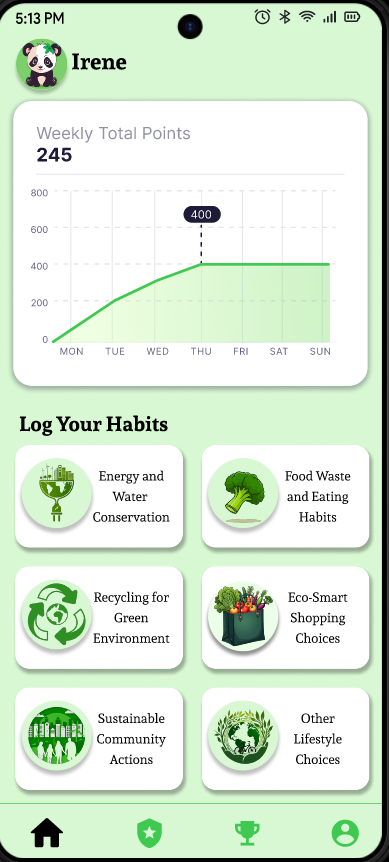 5:13 PM
Irene
Weekly Total Points
245
800
400
600
400
200
0
MON TUE WED THU FRI SAT SUN
Log Your Habits
Energy and
Water
Conservation
Food Waste
and Eating
Habits
Recycling for
Green
Environment
Eco-Smart
Shopping
Choices
Sustainable
Community
Actions
Other
Lifestyle
Choices